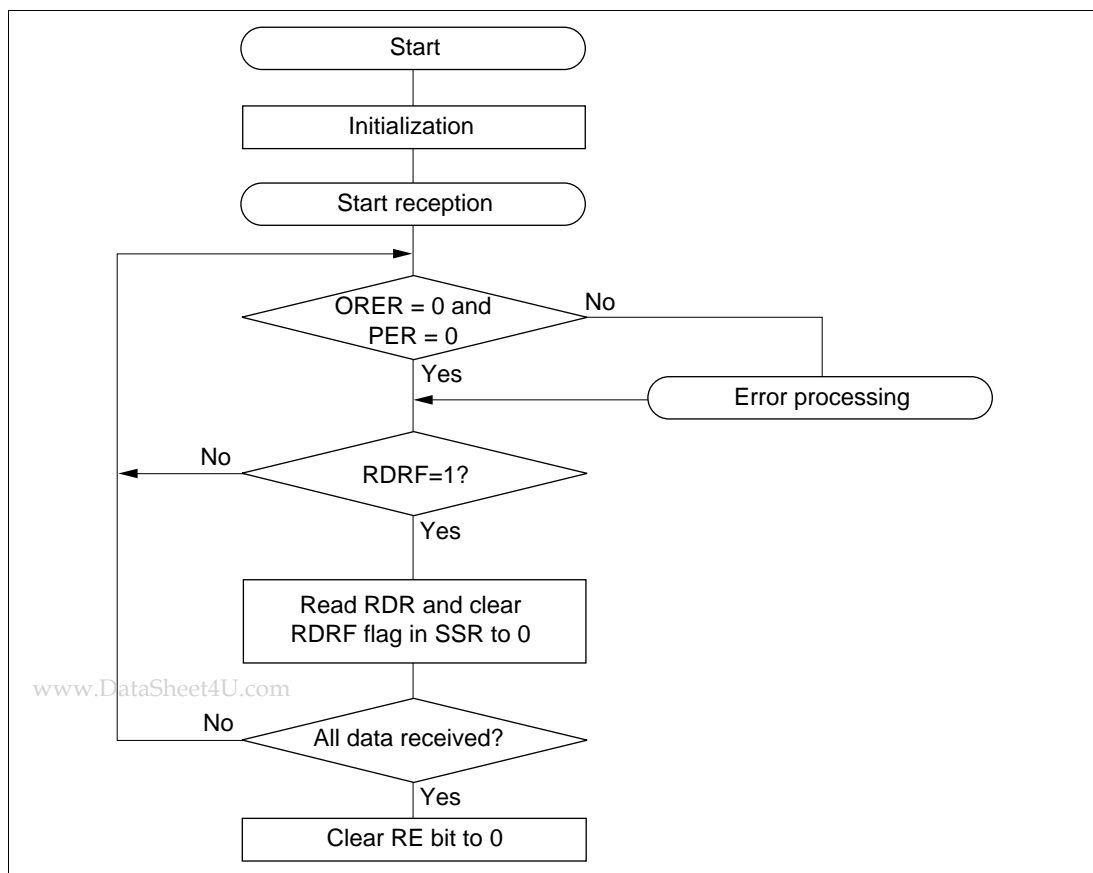 Start
Initialization
Start reception
ORER = 0 and
PER = 0
No
Yes
Error processing
No
RDRF=1?
Yes
Read RDR and clear
RDRF flag in SSR to 0
www.DataSheet4U.com
No
All data received?
Yes
Clear RE bit to 0